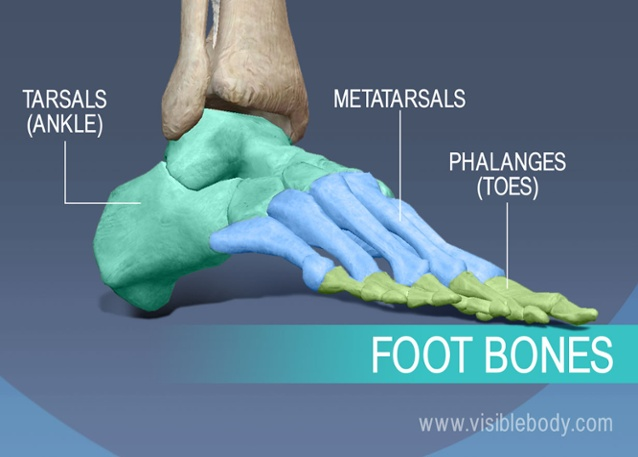 TARSALS
(ANKLE)
METATARSALS
PHALANGES
(TOES)
FOOT BONES
www.visiblebody.com